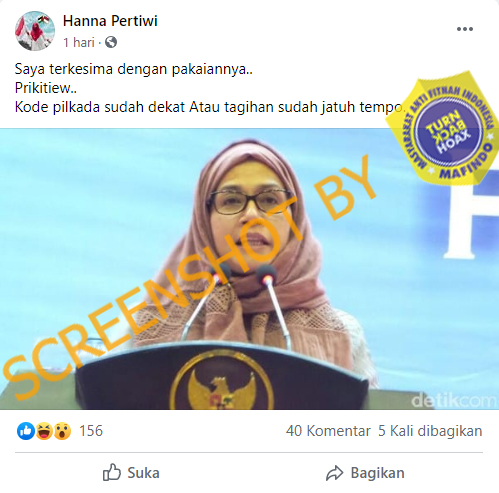 Hanna Pertiwi
1 hari ·
Saya terkesima dengan pakaiannya..
Prikitiew..
Kode pilkada sudah dekat Atau tagihan sudah jatuh tempo.
MASYARAKAT ANTI FITNAH INDONESIA
TURN
BACK
HOAX
MAFINDO
SCREENSHOT BY
detikcom
156
40 Komentar 5 Kali dibagikan
Suka
Bagikan